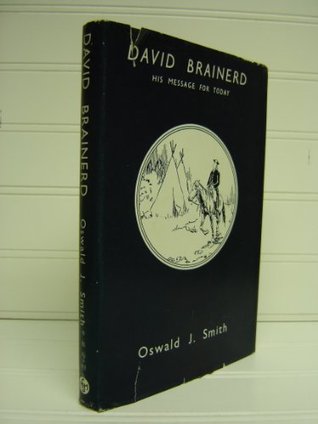 DAVID BRAINERD
HIS MESSAGE FOR TODAY
Oswald J. Smith
DAVID BRAINERD
Oswald J. Smith